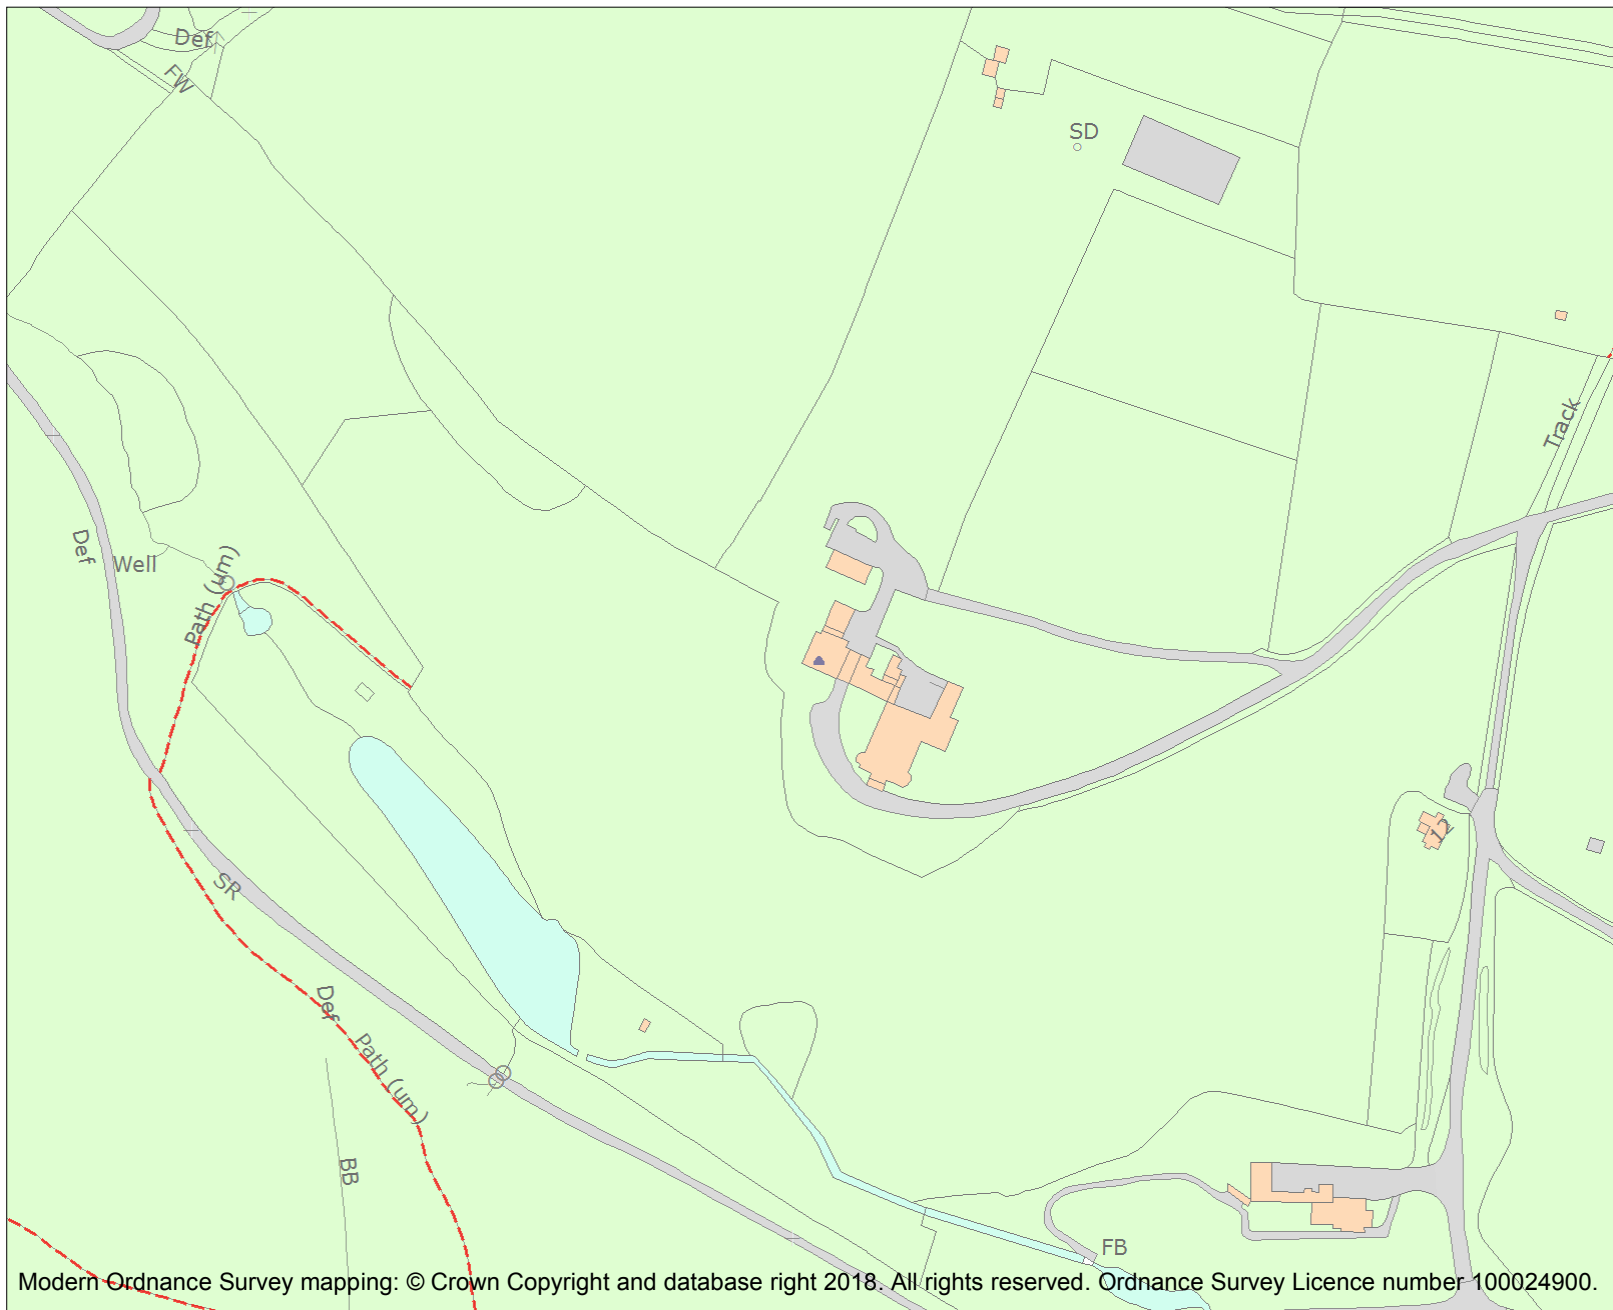 Def
FW
SD
Track
Def
Well
Path (um)
12
SR
Def
Path (um)
BB
FB
Modern Ordnance Survey mapping: © Crown Copyright and database right 2018. All rights reserved. Ordnance Survey Licence number 100024900.